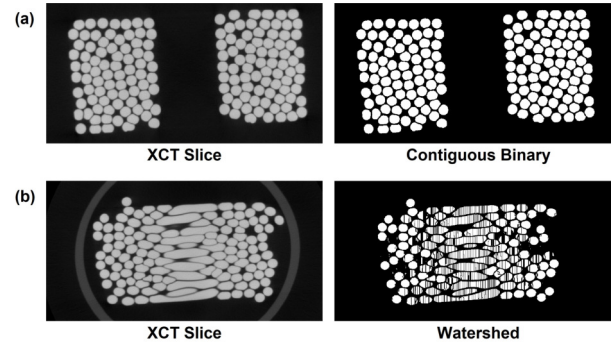 (a)
XCT Slice
Contiguous Binary
(b)
XCT Slice
Watershed